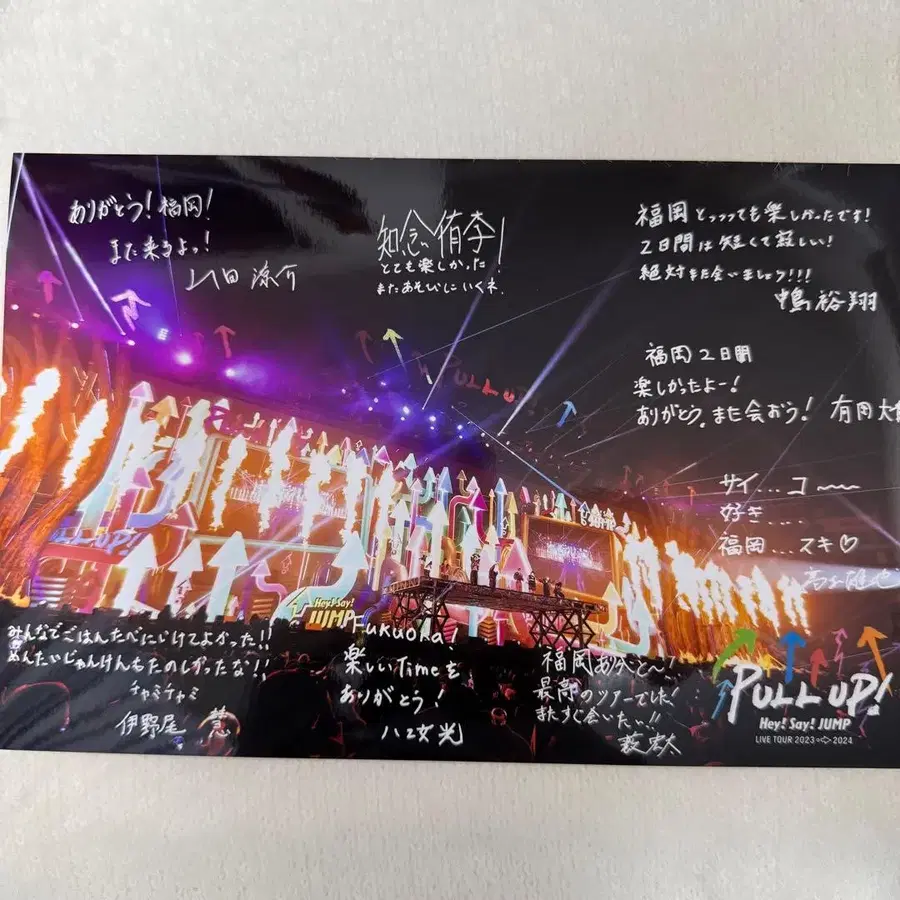 ありがとう!福岡!
また来るよっ!
山田涼介
知念侑李!
とても楽しかった
またあそびにいくネ.
福岡とっっっても楽しかったです!
2日間は短くて寂しい!
絶対また会いましょう!!!
中島裕翔
福岡2日間
楽しかったよー!
ありがとう。また会おう! 有岡大
サイ...コ〜〜
好き....
福岡...スキ♡
髙木雄也
PULL UP!
PULL UP!
JUMP
Hey! Say!
JUMP
みんなでごはんたべにいけてよかった!!
めんたいじゃんけんもたのしかったな!!
チャミチャミ
伊野尾 慧
FUKUOKA!
楽しいTimeを
ありがとう!
八乙女光
福岡ありがと〜!
最高のツアーでした!
またすぐ会いたい!!
薮宏太
PULL UP!
Hey! Say! JUMP
LIVE TOUR 2023 ⇨ 2024